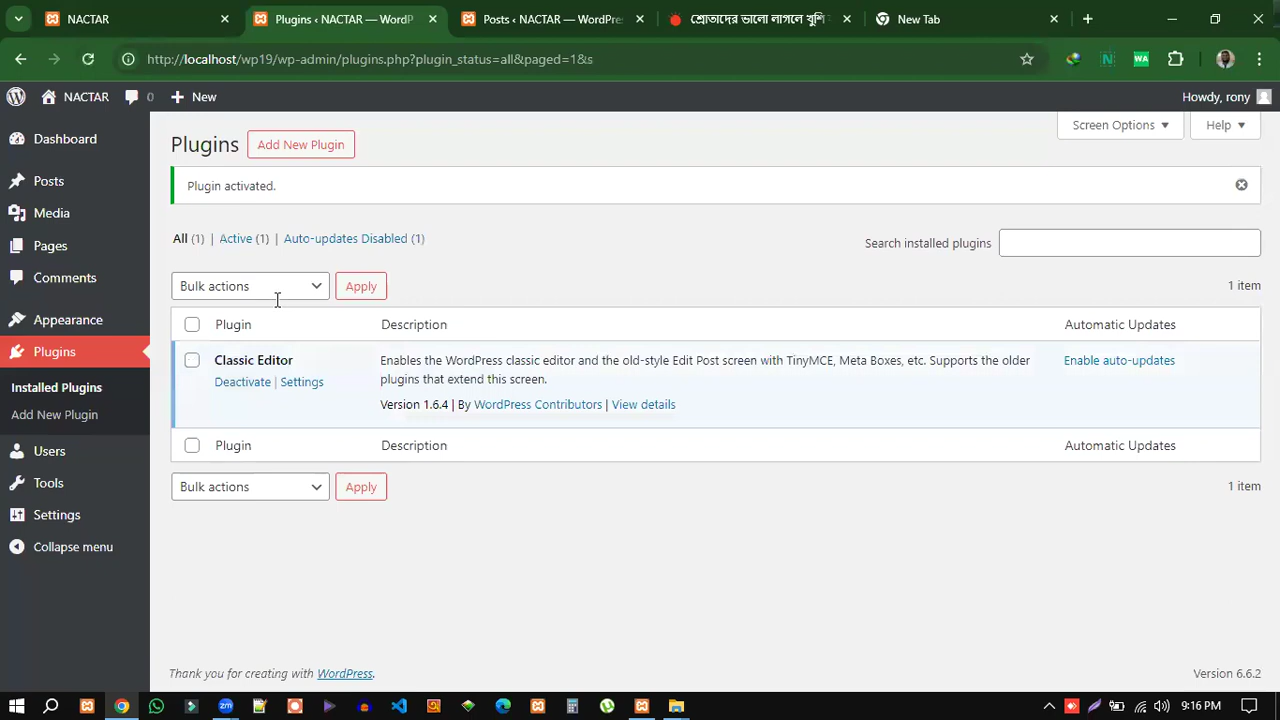 NACTAR
Plugins ‹ NACTAR — WordP
Posts ‹ NACTAR — WordPre
শ্রোতাদের ভালো লাগলে খুশি
New Tab
http://localhost/wp19/wp-admin/plugins.php?plugin_status=all&paged=1&s
NACTAR
0
New
Howdy, rony
Dashboard
Posts
Media
Pages
Comments
Appearance
Plugins
Installed Plugins
Add New Plugin
Users
Tools
Settings
Collapse menu
Plugins
Add New Plugin
Screen Options
Help
Plugin activated.
All (1) | Active (1) | Auto-updates Disabled (1)
Search installed plugins
Bulk actions
Apply
1 item
Plugin
Description
Automatic Updates
Classic Editor
Deactivate | Settings
Enables the WordPress classic editor and the old-style Edit Post screen with TinyMCE, Meta Boxes, etc. Supports the older
plugins that extend this screen.
Version 1.6.4 | By WordPress Contributors | View details
Enable auto-updates
Plugin
Description
Automatic Updates
Bulk actions
Apply
1 item
Thank you for creating with WordPress.
Version 6.6.2
9:16 PM